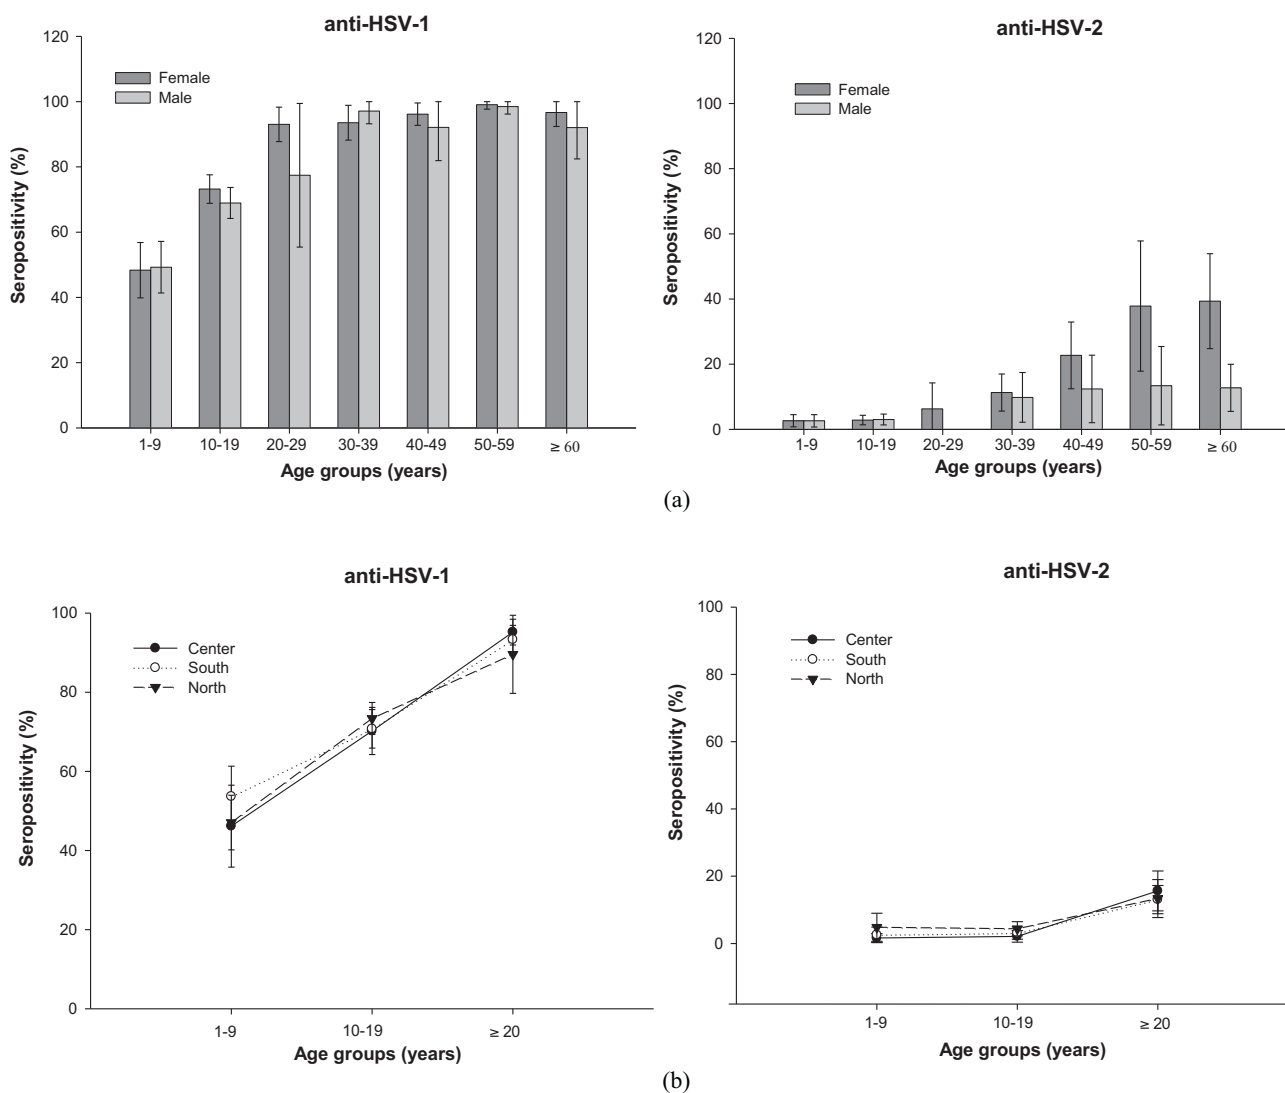 anti-HSV-1
120
100
80
60
40
20
0
Seropositivity (%)
Female
Male
1-9 10-19 20-29 30-39 40-49 50-59 ≥ 60
Age groups (years)
anti-HSV-2
120
100
80
60
40
20
0
Seropositivity (%)
Female
Male
1-9 10-19 20-29 30-39 40-49 50-59 ≥ 60
Age groups (years)
(a)
anti-HSV-1
100
80
60
40
20
0
Seropositivity (%)
Center
South
North
1-9 10-19 ≥ 20
Age groups (years)
anti-HSV-2
100
80
60
40
20
0
Seropositivity (%)
Center
South
North
1-9 10-19 ≥ 20
Age groups (years)
(b)